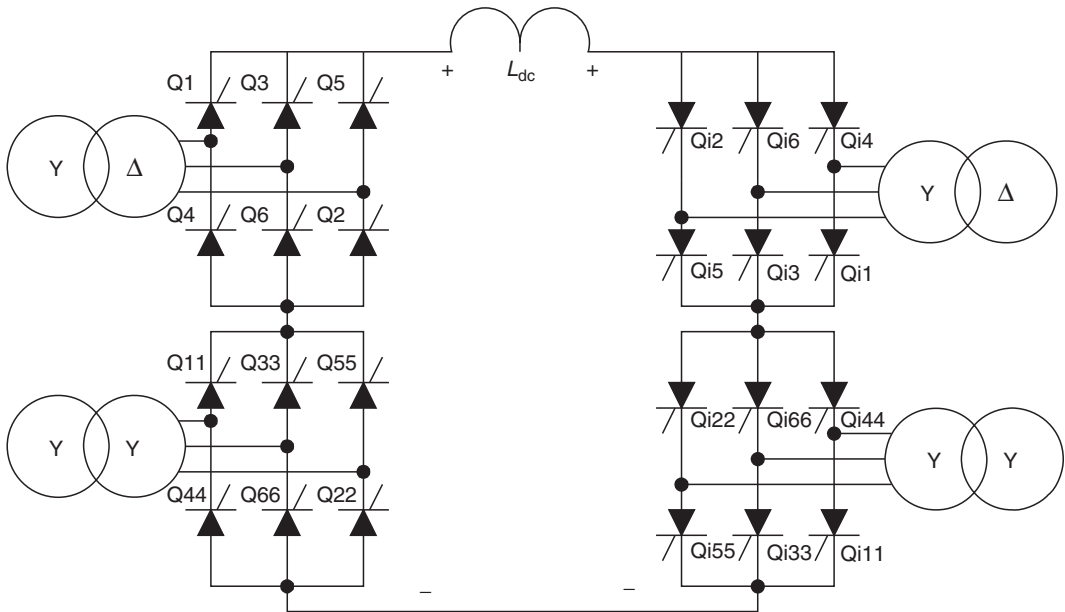 + Ldc +
Q1 Q3 Q5
Qi2 Qi6 Qi4
Y Δ
Y Δ
Q4 Q6 Q2
Qi5 Qi3 Qi1
Q11 Q33 Q55
Qi22 Qi66 Qi44
Y Y
Y Y
Q44 Q66 Q22
Qi55 Qi33 Qi11
– –